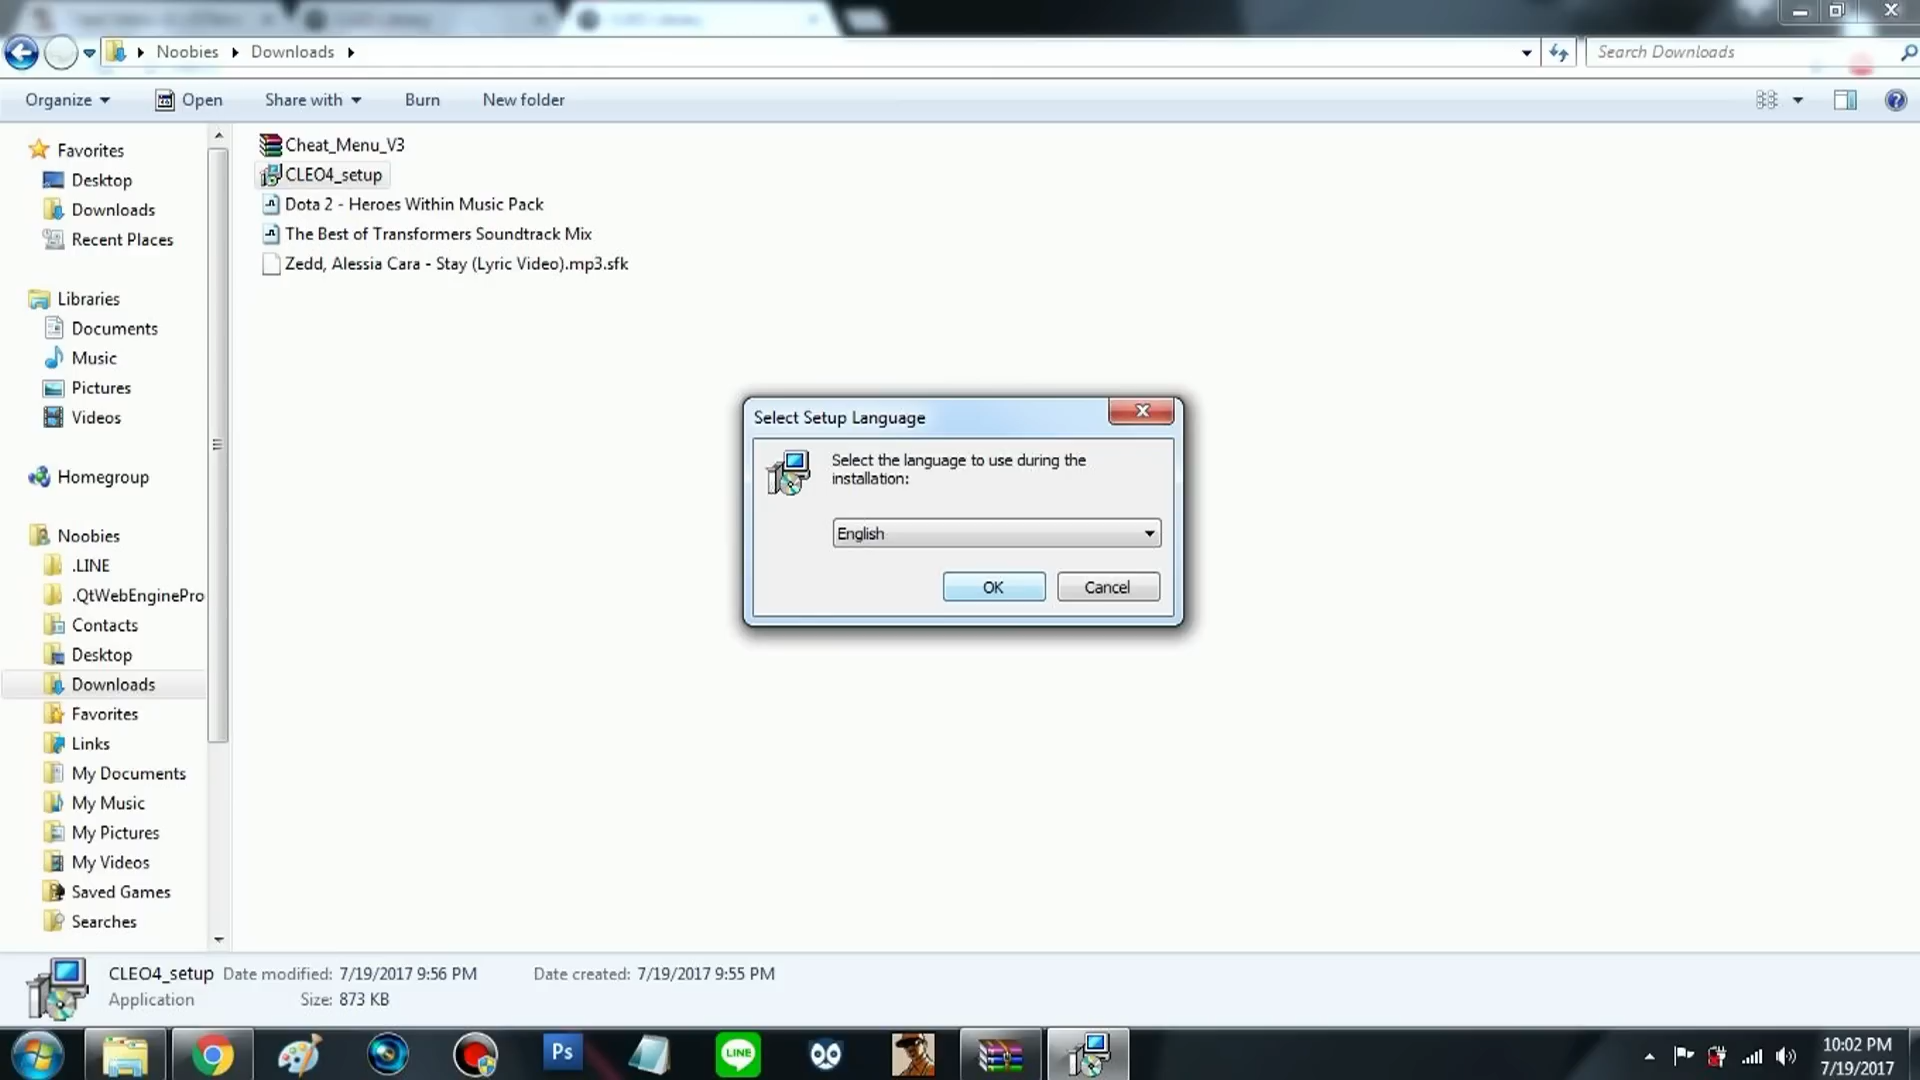 Noobies
Downloads
Search Downloads
Organize
Open
Share with
Burn
New folder
Favorites
Desktop
Downloads
Recent Places
Libraries
Documents
Music
Pictures
Videos
Homegroup
Noobies
.LINE
.QtWebEnginePro
Contacts
Desktop
Downloads
Favorites
Links
My Documents
My Music
My Pictures
My Videos
Saved Games
Searches
Cheat_Menu_V3
CLEO4_setup
Dota 2 - Heroes Within Music Pack
The Best of Transformers Soundtrack Mix
Zedd, Alessia Cara - Stay (Lyric Video).mp3.sfk
Select Setup Language
Select the language to use during the
installation:
English
OK
Cancel
CLEO4_setup Date modified: 7/19/2017 9:56 PM Date created: 7/19/2017 9:55 PM
Application Size: 873 KB
Ps
LINE
10:02 PM
7/19/2017